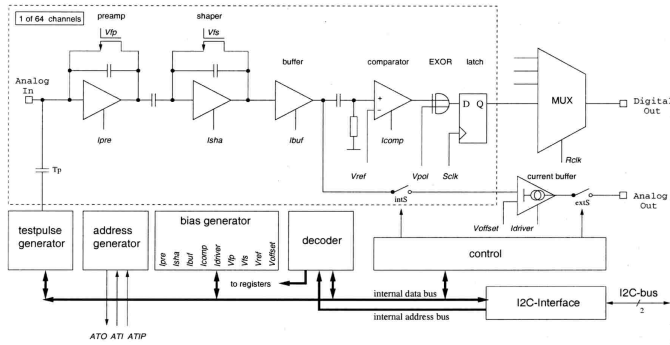 1 of 64 channels
preamp
shaper
Vfp
Vfs
buffer
comparator
EXOR
latch
Analog
In
Ipre
Isha
Ibuf
+
−
Icomp
D Q
MUX
Digital
Out
Tp
Vref
Vpol
Sclk
Rclk
intS
current buffer
extS
Analog
Out
Voffset
Idriver
testpulse
generator
address
generator
bias generator
Ipre
Isha
Ibuf
Icomp
Idriver
Vfp
Vfs
Vref
Voffset
decoder
control
to registers
internal data bus
internal address bus
I2C-Interface
I2C-bus
2
ATO ATI ATIP